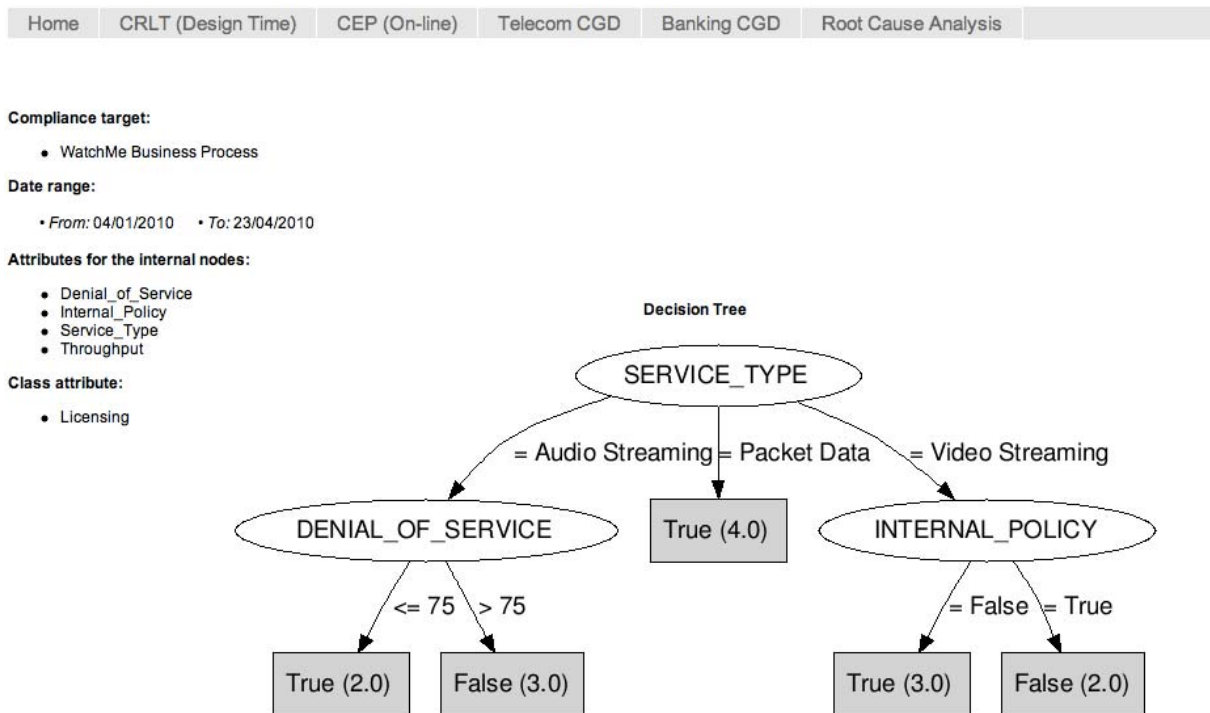 Home CRLT (Design Time) CEP (On-line) Telecom CGD Banking CGD Root Cause Analysis
Compliance target:
• WatchMe Business Process
Date range:
• From: 04/01/2010 • To: 23/04/2010
Attributes for the internal nodes:
• Denial_of_Service
• Internal_Policy
• Service_Type
• Throughput
Class attribute:
• Licensing
Decision Tree
SERVICE_TYPE
= Audio Streaming = Packet Data = Video Streaming
DENIAL_OF_SERVICE True (4.0) INTERNAL_POLICY
<= 75 > 75 = False = True
True (2.0) False (3.0) True (3.0) False (2.0)